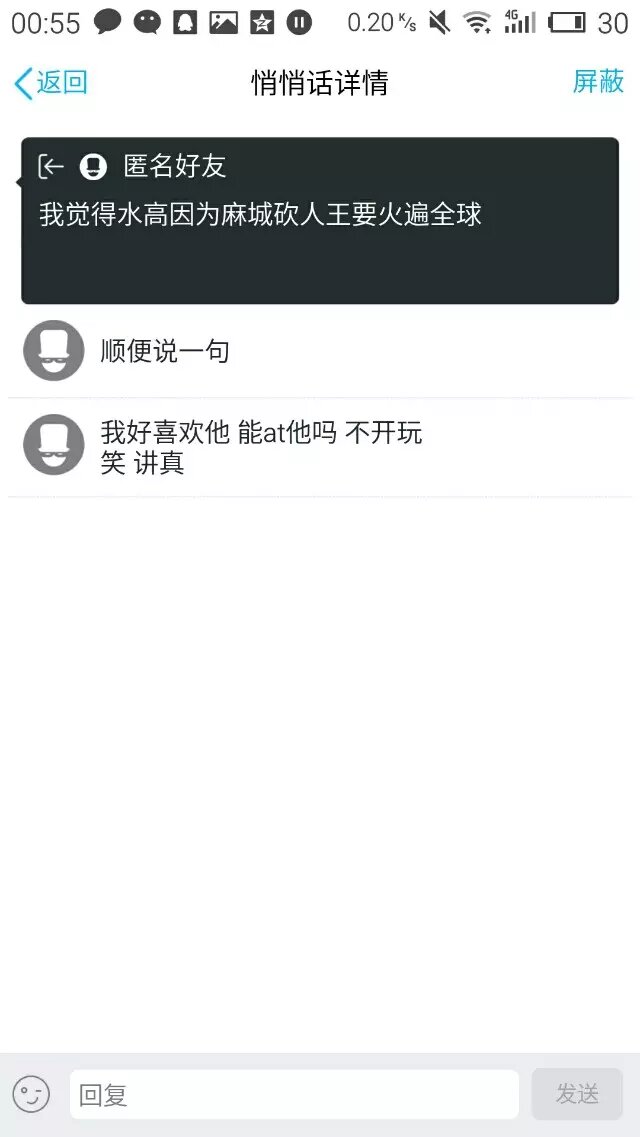 00:55 0.20 K/s 4G 30
返回 悄悄话详情 屏蔽
匿名好友
我觉得水高因为麻城砍人王要火遍全球
顺便说一句
我好喜欢他 能at他吗 不开玩
笑 讲真
回复 发送